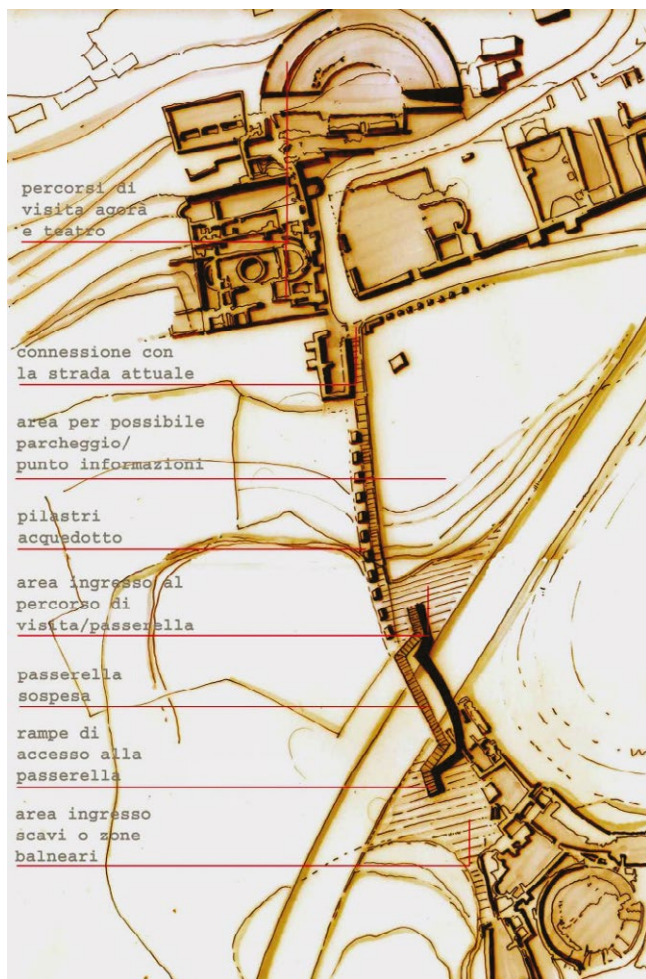 percorsi di
visita agorà
e teatro
connessione con
la strada attuale
area per possibile
parcheggio/
punto informazioni
pilastri
acquedotto
area ingresso al
percorso di
visita/passerella
passerella
sospesa
rampe di
accesso alla
passerella
area ingresso
scavi o zone
balneari